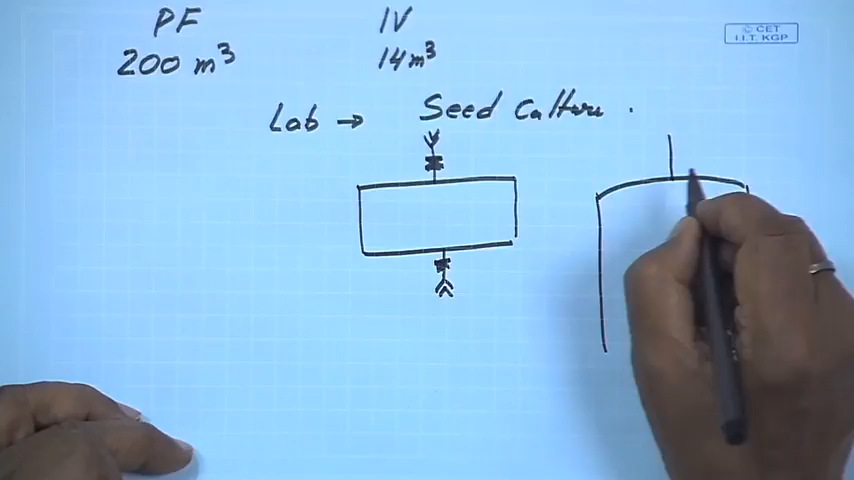 PF IV
© CET
I.I.T. KGP
200 m³ 14m³
Lab → Seed Culture.